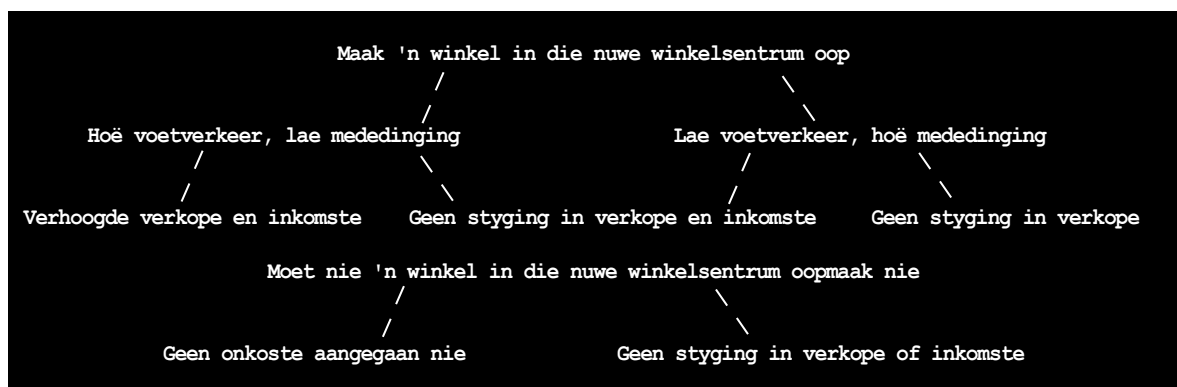 Maak 'n winkel in die nuwe winkelsentrum oop
Hoë voetverkeer, lae mededinging Lae voetverkeer, hoë mededinging
Verhoogde verkope en inkomste Geen styging in verkope en inkomste Geen styging in verkope
Moet nie 'n winkel in die nuwe winkelsentrum oopmaak nie
Geen onkoste aangegaan nie Geen styging in verkope of inkomste